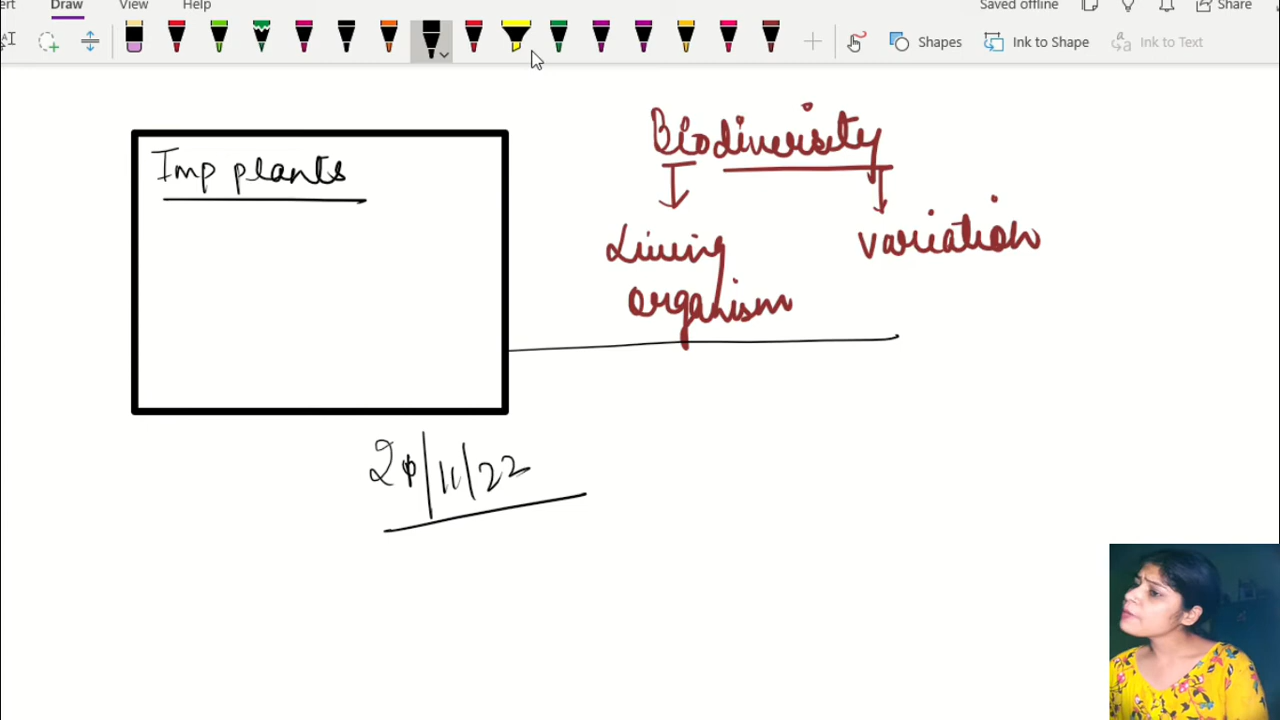 ert Draw View Help Saved offline Share
Shapes Ink to Shape Ink to Text
Imp plants
Biodiversity
Living variation
organism
/11/22